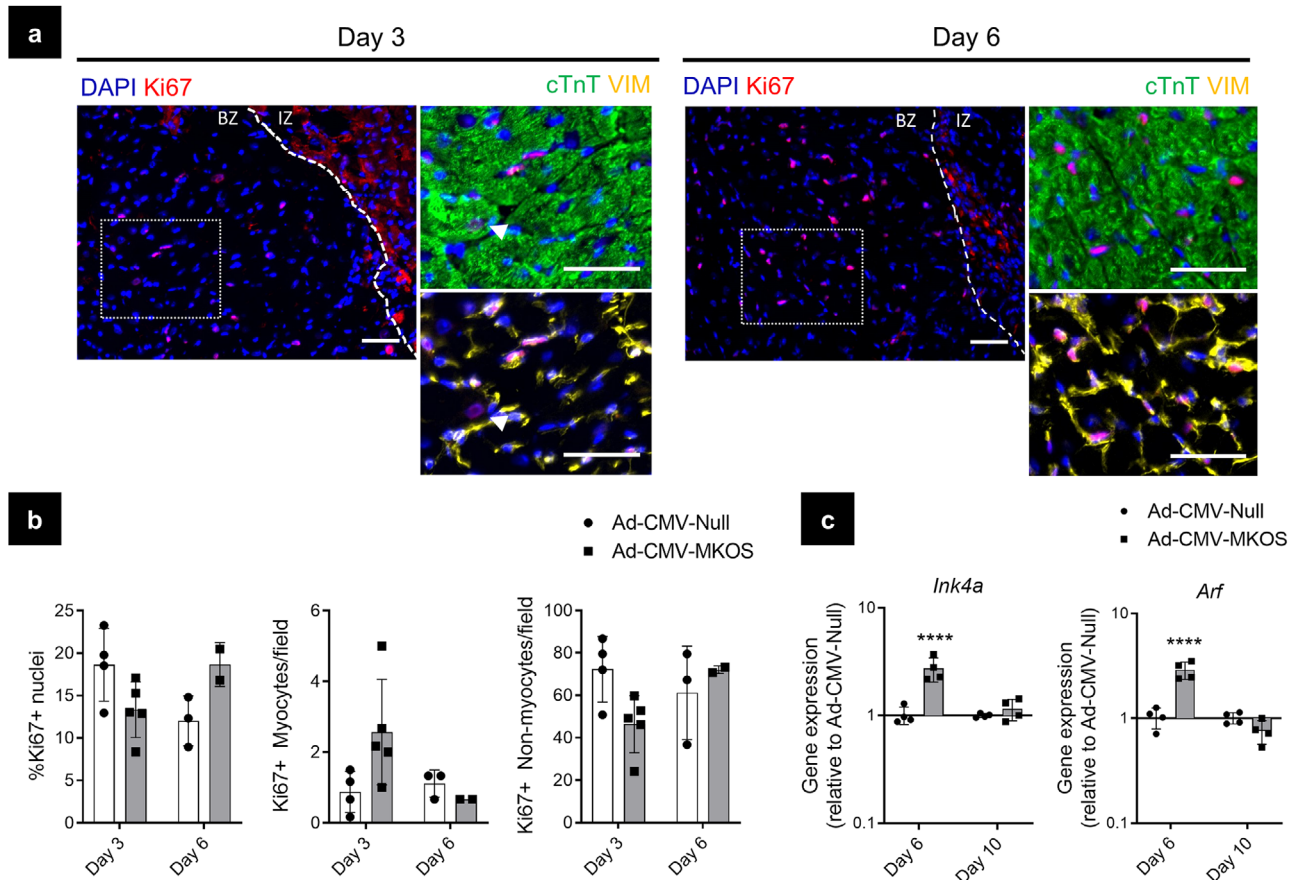 a
Day 3
Day 6
DAPI Ki67
cTnT VIM
DAPI Ki67
cTnT VIM
BZ IZ
BZ IZ
b
Ad-CMV-Null
Ad-CMV-MKOS
%Ki67+ nuclei
25
20
15
10
5
0
Day 3
Day 6
Ki67+ Myocytes/field
6
4
2
0
Day 3
Day 6
Ki67+ Non-myocytes/field
100
80
60
40
20
0
Day 3
Day 6
c
Ad-CMV-Null
Ad-CMV-MKOS
Ink4a
Gene expression
(relative to Ad-CMV-Null)
10
1
0.1
****
Day 6
Day 10
Arf
Gene expression
(relative to Ad-CMV-Null)
10
1
0.1
****
Day 6
Day 10